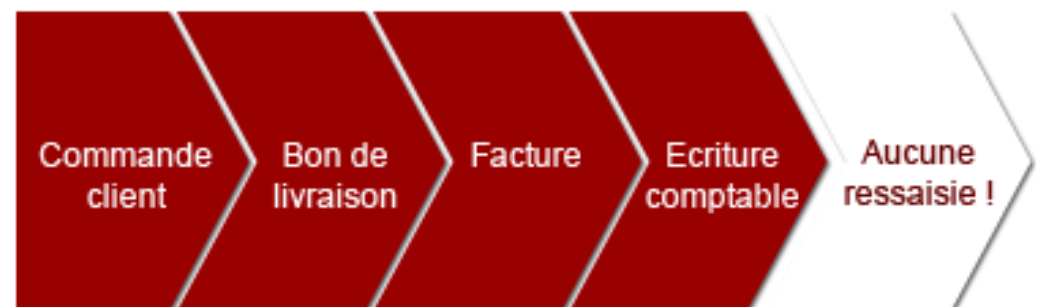 Commande
client
Bon de
livraison
Facture
Ecriture
comptable
Aucune
ressaisie !